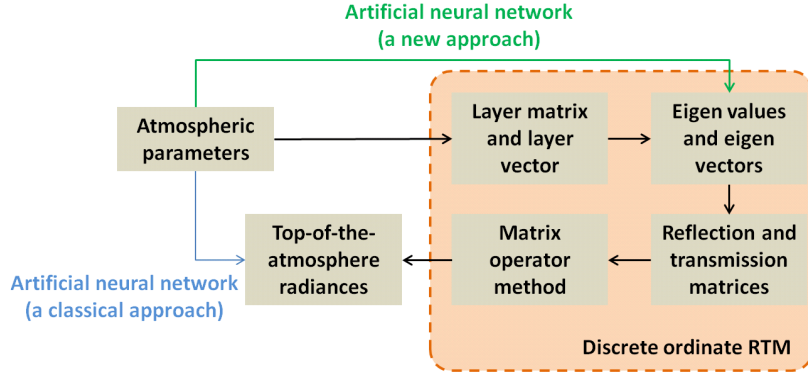 Artificial neural network
(a new approach)
Atmospheric
parameters
Layer matrix
and layer
vector
Eigen values
and eigen
vectors
Top-of-the-
atmosphere
radiances
Matrix
operator
method
Reflection and
transmission
matrices
Artificial neural network
(a classical approach)
Discrete ordinate RTM